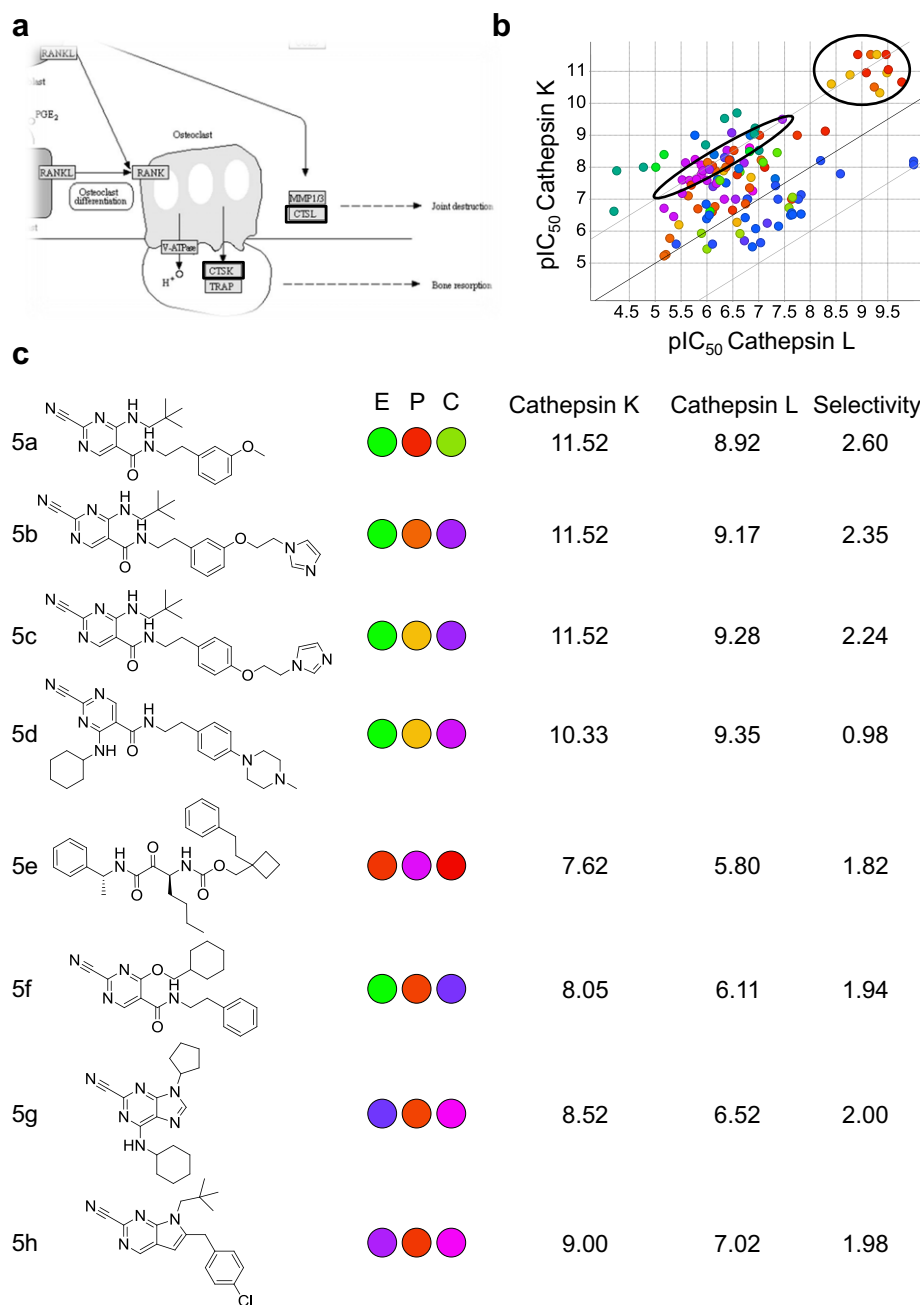 a
RANKL
PGE2
RANKL
Osteoclast differentiation
RANK
Osteoclast
V-ATPase
H+
CTSK
TRAP
MMP1/3
CTSL
Joint destruction
Bone resorption
b
pIC50 Cathepsin K
11
10
9
8
7
6
5
4.5 5 5.5 6 6.5 7 7.5 8 8.5 9 9.5
pIC50 Cathepsin L
c
E P C Cathepsin K Cathepsin L Selectivity
5a 11.52 8.92 2.60
5b 11.52 9.17 2.35
5c 11.52 9.28 2.24
5d 10.33 9.35 0.98
5e 7.62 5.80 1.82
5f 8.05 6.11 1.94
5g 8.52 6.52 2.00
5h 9.00 7.02 1.98